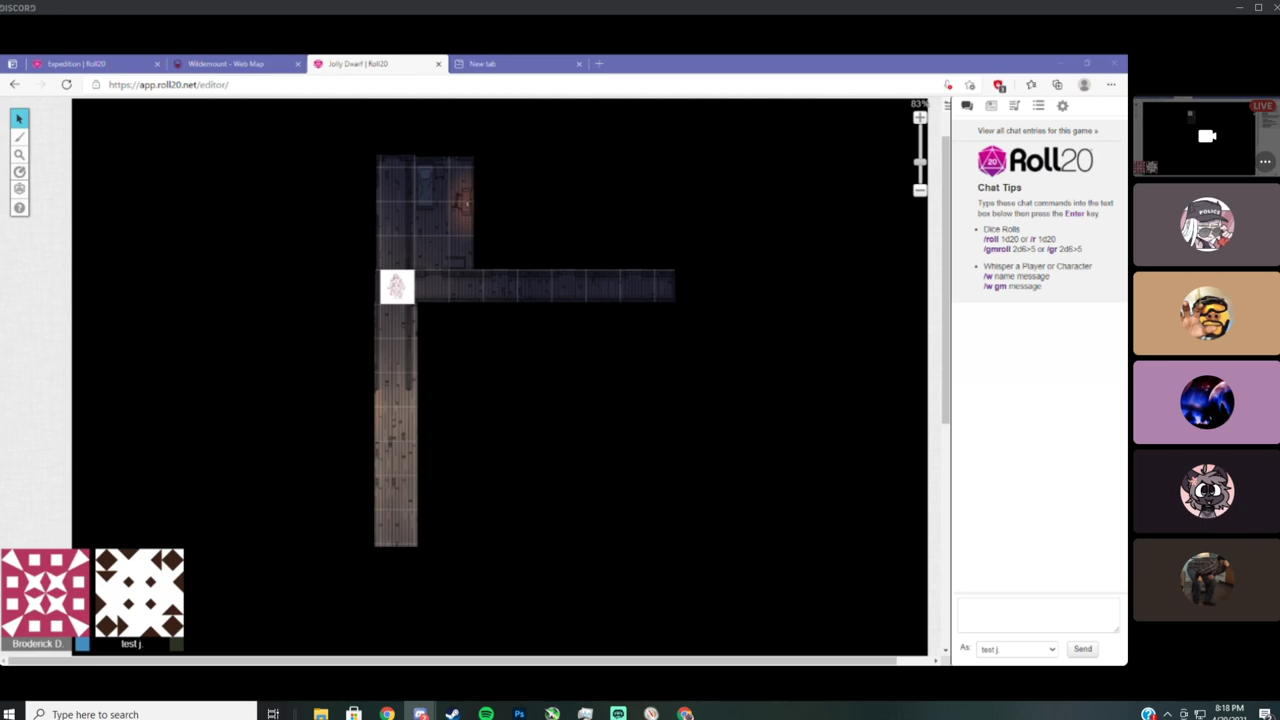 DISCORD
Expedition | Roll20
Wildemount - Web Map
Jolly Dwarf | Roll20
New tab
https://app.roll20.net/editor/
83%
LIVE
View all chat entries for this game »
20
Roll20
Chat Tips
Type these chat commands into the text
box below then press the Enter key
Dice Rolls
/roll 1d20 or /r 1d20
/gmroll 2d6>5 or /gr 2d6>5
Whisper a Player or Character
/w name message
/w gm message
POLICE
Broderick D.
test j.
As:
test j.
Send
Type here to search
8:18 PM